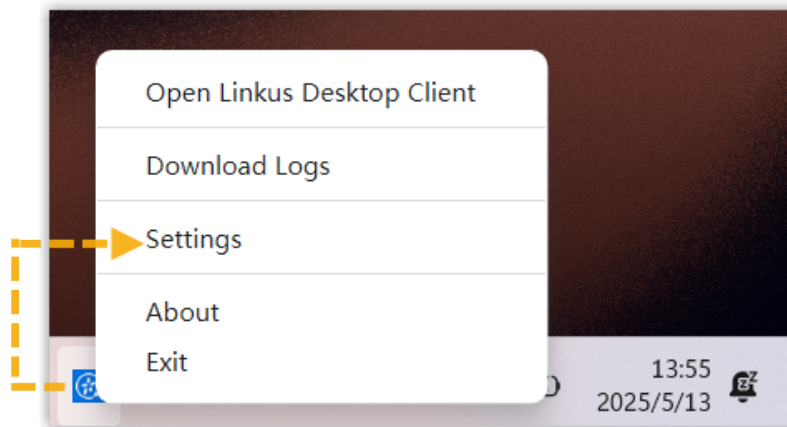 Open Linkus Desktop Client
Download Logs
Settings
About
Exit
13:55
2025/5/13